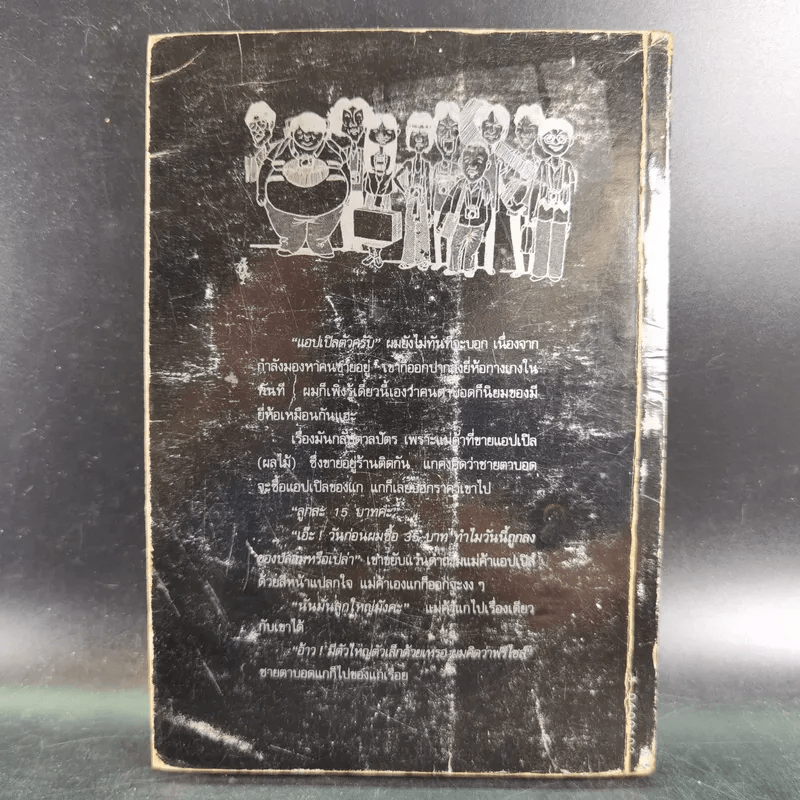 "แอปเปิลตัวครับ" ผมยังไม่ทันที่จะบอก เนื่องจาก
กำลังมองหาคนขายอยู่ เขาก็ออกปากสั่งยี่ห้อกางเกงใน
ทันที ผมก็เพิ่งรู้เดี๋ยวนี้เองว่าคนตาบอดก็นิยมของมี
ยี่ห้อเหมือนกันแฮะ
เรื่องมันกลับตาลปัตร เพราะแม่ค้าที่ขายแอปเปิล
(ผลไม้) ซึ่งขายอยู่ร้านติดกัน แกคงคิดว่าชายตาบอด
จะซื้อแอปเปิลของแก แกก็เลยบอกราคาเขาไป
"ลูกละ 15 บาทค่ะ"
"เอ๊ะ ! วันก่อนผมซื้อ 35 บาท ทำไมวันนี้ถูกลง
ของปลอมหรือเปล่า" เขาขยับแว่นดำถามแม่ค้าแอปเปิล
ด้วยสีหน้าแปลกใจ แม่ค้าเองแกก็ออกจะงง ๆ
"นั่นมันลูกใหญ่มั้งคะ" แม่ค้าแกไปเรื่องเดียว
กับเขาได้
"อ้าว ! มีตัวใหญ่ตัวเล็กด้วยเหรอ ผมคิดว่าฟรีไซส์"
ชายตาบอดแกก็ไปของแกเรื่อย